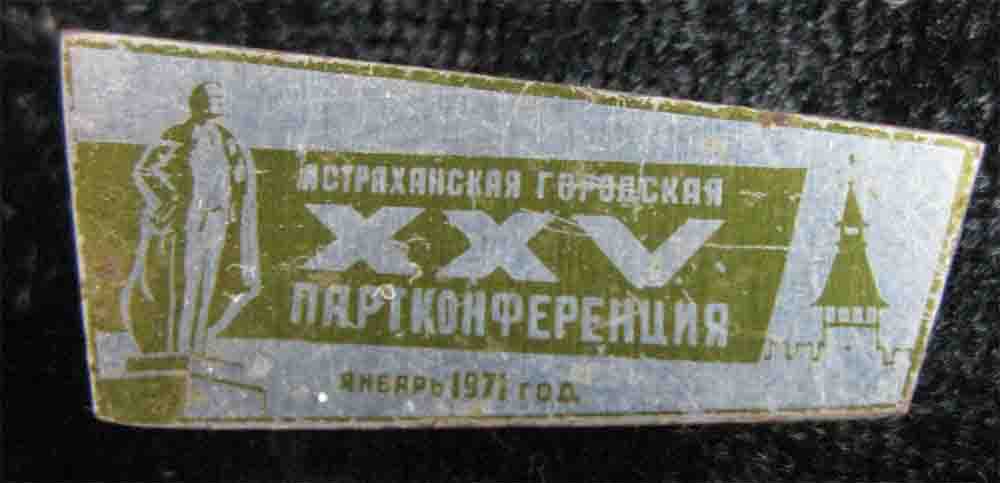 АСТРАХАНСКАЯ ГОРОДСКАЯ
XXV
ПАРТКОНФЕРЕНЦИЯ
ЯНВАРЬ 1971 ГОД